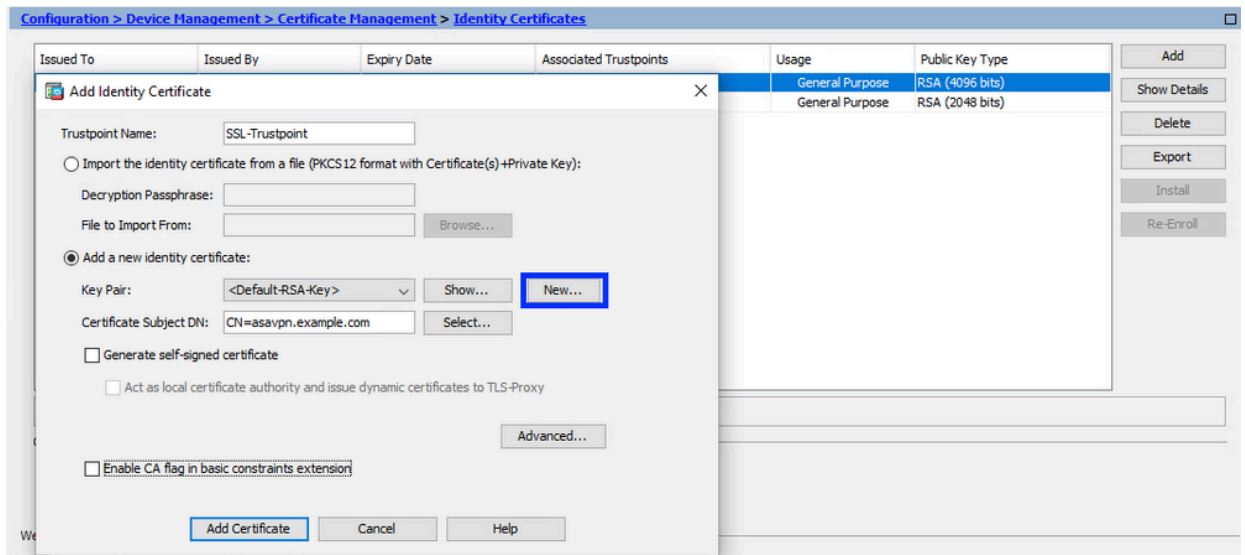 Configuration > Device Management > Certificate Management > Identity Certificates
Issued To Issued By Expiry Date Associated Trustpoints Usage Public Key Type
Add
General Purpose RSA (4096 bits)
Show Details
General Purpose RSA (2048 bits)
Delete
Export
Install
Re-Enroll
Add Identity Certificate
Trustpoint Name: SSL-Trustpoint
Import the identity certificate from a file (PKCS12 format with Certificate(s)+Private Key):
Decryption Passphrase:
File to Import From: Browse...
Add a new identity certificate:
Key Pair: <Default-RSA-Key> Show... New...
Certificate Subject DN: CN=asavpn.example.com Select...
Generate self-signed certificate
Act as local certificate authority and issue dynamic certificates to TLS-Proxy
Advanced...
Enable CA flag in basic constraints extension
Add Certificate Cancel Help
We